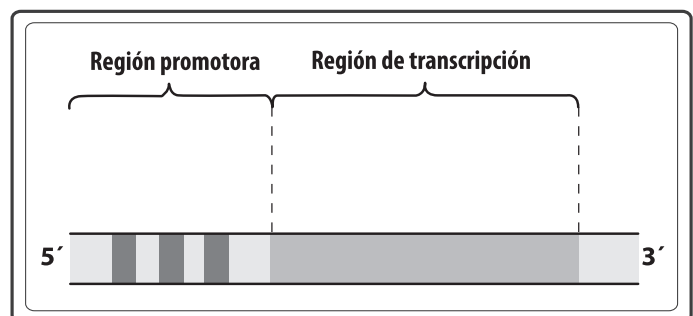 Región promotora
Región de transcripción
5´
3´